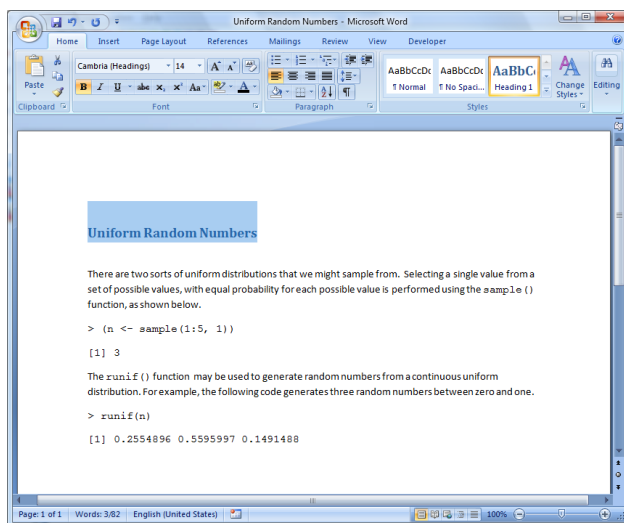 Uniform Random Numbers - Microsoft Word
Home Insert Page Layout References Mailings Review View Developer
Cambria (Headings) 14 A A
AaBbCcDc AaBbCcDc AaBbC
Paste B I U abc x, x² Aa A
¶ Normal ¶ No Spaci... Heading 1 Change Styles Editing
Clipboard Font Paragraph Styles
Uniform Random Numbers
There are two sorts of uniform distributions that we might sample from. Selecting a single value from a
set of possible values, with equal probability for each possible value is performed using the sample()
function, as shown below.
> (n <- sample(1:5, 1))
[1] 3
The runif() function may be used to generate random numbers from a continuous uniform
distribution. For example, the following code generates three random numbers between zero and one.
> runif(n)
[1] 0.2554896 0.5595997 0.1491488
Page: 1 of 1 Words: 3/82 English (United States) 100%